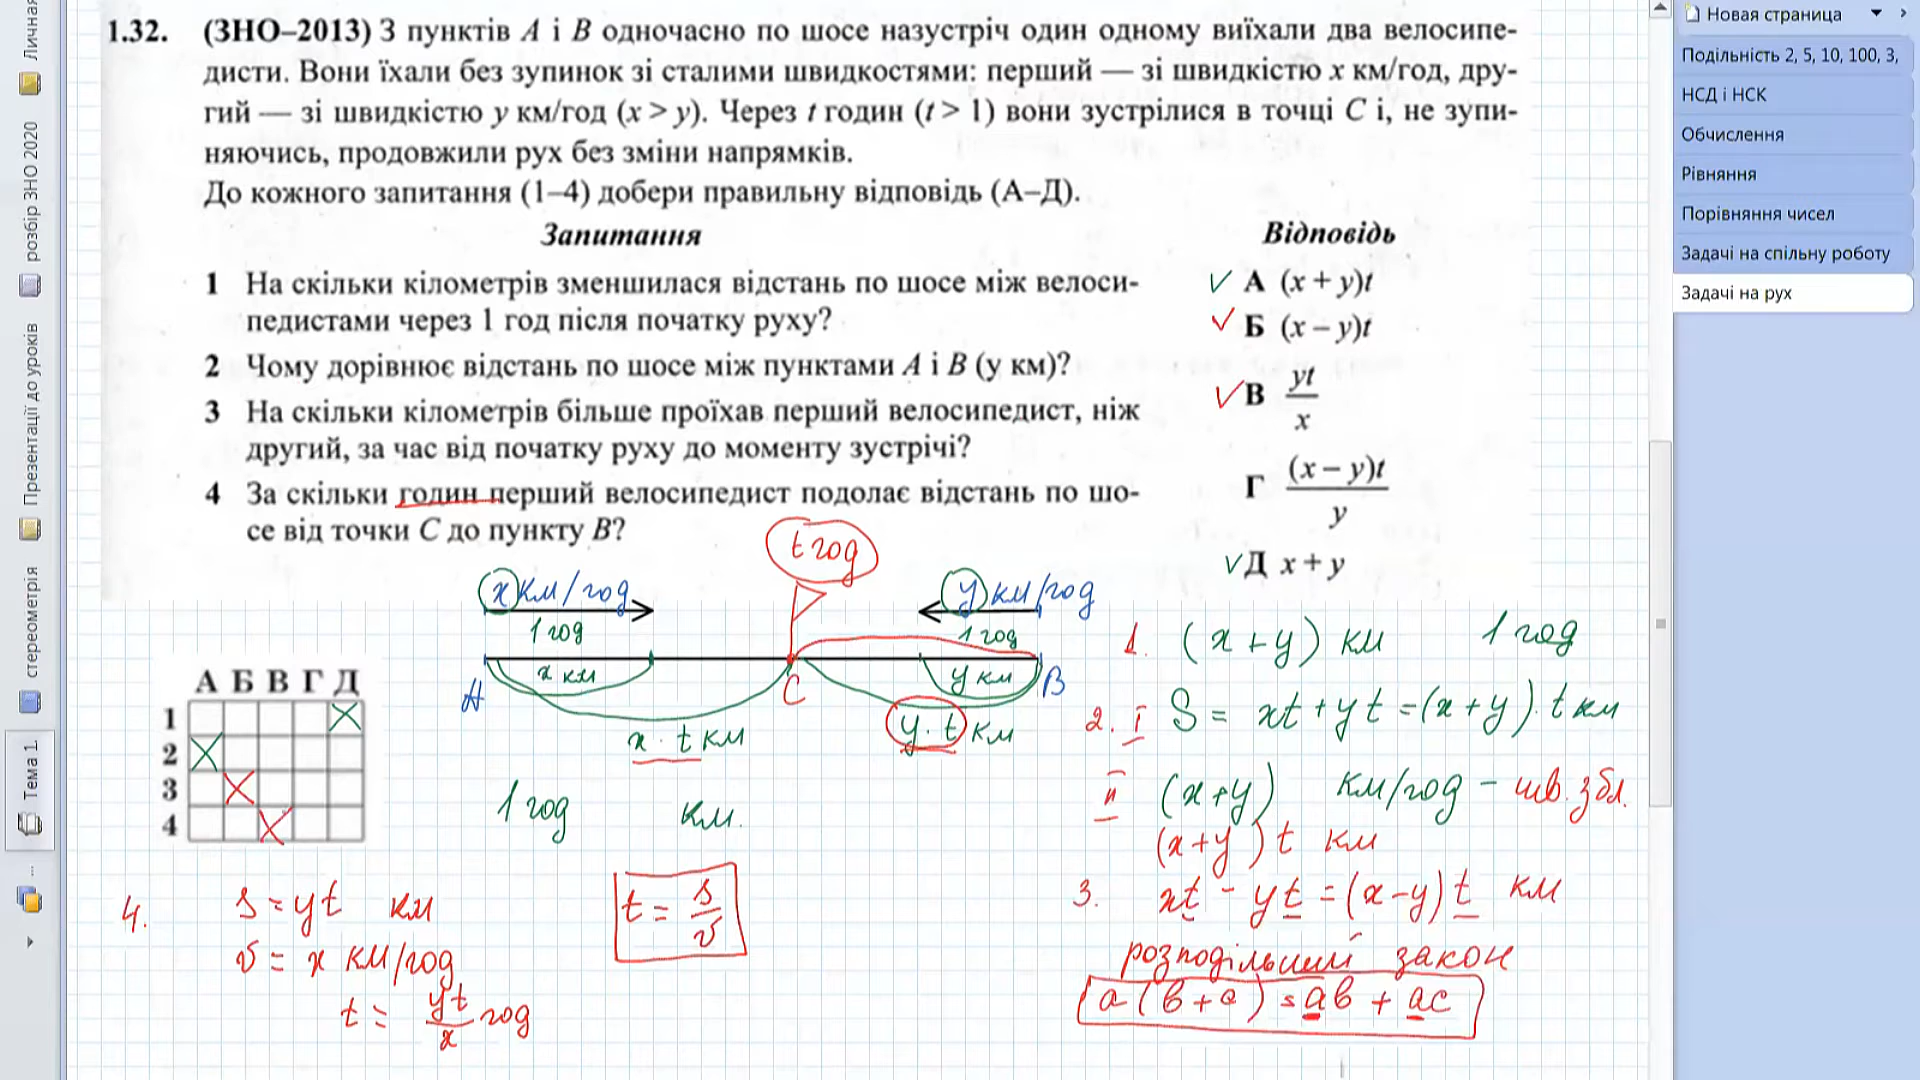 1.32. (ЗНО–2013) З пунктів A і B одночасно по шосе назустріч один одному виїхали два велосипе-
дисти. Вони їхали без зупинок зі сталими швидкостями: перший — зі швидкістю x км/год, дру-
гий — зі швидкістю y км/год (x > y). Через t годин (t > 1) вони зустрілися в точці C і, не зупи-
няючись, продовжили рух без зміни напрямків.
До кожного запитання (1–4) добери правильну відповідь (А–Д).
Запитання
1 На скільки кілометрів зменшилася відстань по шосе між велоси-
педистами через 1 год після початку руху?
2 Чому дорівнює відстань по шосе між пунктами A і B (у км)?
3 На скільки кілометрів більше проїхав перший велосипедист, ніж
другий, за час від початку руху до моменту зустрічі?
4 За скільки годин перший велосипедист подолає відстань по шо-
се від точки C до пункту B?
Відповідь
✓ А (x + y)t
✓ Б (x – y)t
✓ В yt/x
Г (x – y)t/y
✓ Д x + y
t год
x км/год
y км/год
1 год
1 год
x км
y км
A
C
B
x · t км
y · t км
1 год км.
А Б В Г Д
1
2
3
4
1. (x + y) км 1 год
2. I S = xt + yt = (x + y) · t км
II (x+y) км/год – шв. збл.
(x+y) t км
3. xt - yt = (x-y) t км
розподільний закон
a(b+c) = ab + ac
4. s = yt км
v = x км/год
t = yt/x год
t = s/v
Личная
розбір ЗНО 2020
Презентації до уроків
стереометрія
Тема 1.
...
Новая страница
Подільність 2, 5, 10, 100, 3,
НСД і НСК
Обчислення
Рівняння
Порівняння чисел
Задачі на спільну роботу
Задачі на рух